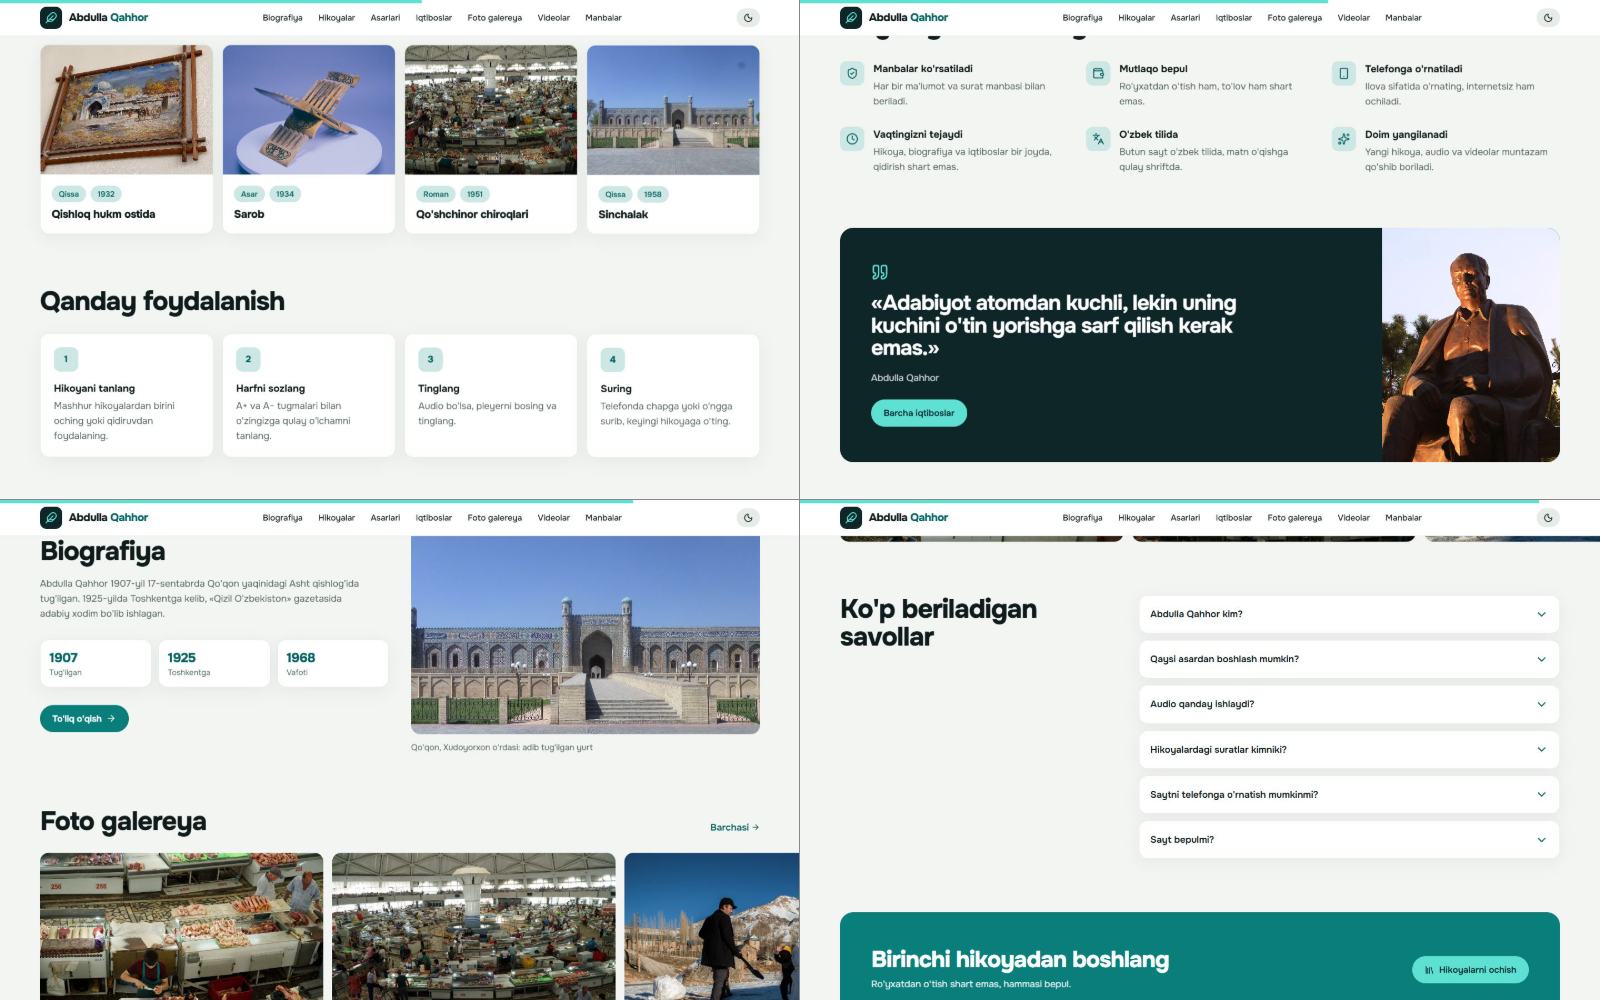 Abdulla Qahhor
Biografiya Hikoyalar Asarlari Iqtiboslar Foto galereya Videolar Manbalar
Qissa 1932
Qishloq hukm ostida
Asar 1934
Sarob
Roman 1951
Qo'shchinor chiroqlari
Qissa 1958
Sinchalak
Qanday foydalanish
1
Hikoyani tanlang
Mashhur hikoyalardan birini
oching yoki qidiruvdan
foydalaning.
2
Harfni sozlang
A+ va A- tugmalari bilan
o'zingizga qulay o'lchamni
tanlang.
3
Tinglang
Audio bo'lsa, pleyerni bosing va
tinglang.
4
Suring
Telefonda chapga yoki o'ngga
surib, keyingi hikoyaga o'ting.
Abdulla Qahhor
Biografiya Hikoyalar Asarlari Iqtiboslar Foto galereya Videolar Manbalar
Manbalar ko'rsatiladi
Har bir ma'lumot va surat manbasi bilan
beriladi.
Mutlaqo bepul
Ro'yxatdan o'tish ham, to'lov ham shart
emas.
Telefonga o'rnatiladi
Ilova sifatida o'rnating, internetsiz ham
ochiladi.
Vaqtingizni tejaydi
Hikoya, biografiya va iqtiboslar bir joyda,
qidirish shart emas.
O'zbek tilida
Butun sayt o'zbek tilida, matn o'qishga
qulay shriftda.
Doim yangilanadi
Yangi hikoya, audio va videolar muntazam
qo'shib boriladi.
«Adabiyot atomdan kuchli, lekin uning
kuchini o'tin yorishga sarf qilish kerak
emas.»
Abdulla Qahhor
Barcha iqtiboslar
Abdulla Qahhor
Biografiya Hikoyalar Asarlari Iqtiboslar Foto galereya Videolar Manbalar
Biografiya
Abdulla Qahhor 1907-yil 17-sentabrda Qo'qon yaqinidagi Asht qishlog'ida
tug'ilgan. 1925-yilda Toshkentga kelib, «Qizil O'zbekiston» gazetasida
adabiy xodim bo'lib ishlagan.
1907
Tug'ilgan
1925
Toshkentga
1968
Vafoti
To'liq o'qish
Qo'qon, Xudoyorxon o'rdasi: adib tug'ilgan yurt
Foto galereya
Barchasi
256 256
Abdulla Qahhor
Biografiya Hikoyalar Asarlari Iqtiboslar Foto galereya Videolar Manbalar
Ko'p beriladigan
savollar
Abdulla Qahhor kim?
Qaysi asardan boshlash mumkin?
Audio qanday ishlaydi?
Hikoyalardagi suratlar kimniki?
Saytni telefonga o'rnatish mumkinmi?
Sayt bepulmi?
Birinchi hikoyadan boshlang
Ro'yxatdan o'tish shart emas, hammasi bepul.
Hikoyalarni ochish